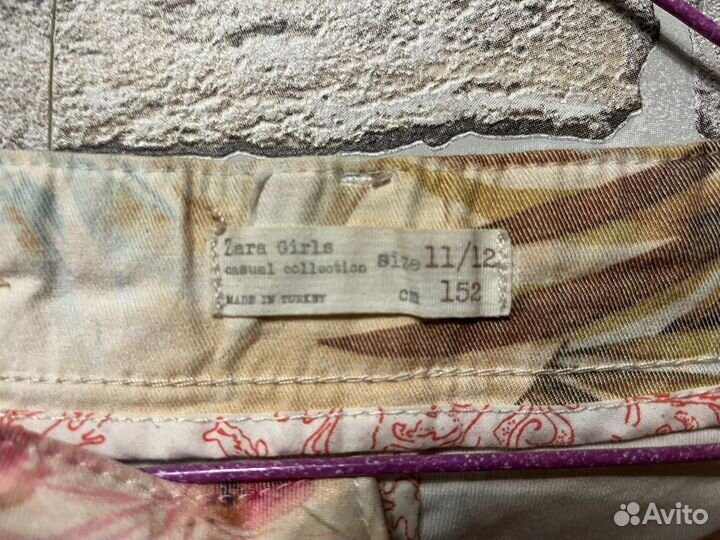 Zara Girls
casual collection
MADE IN TURKEY
size 11/12
cm 152
Avito